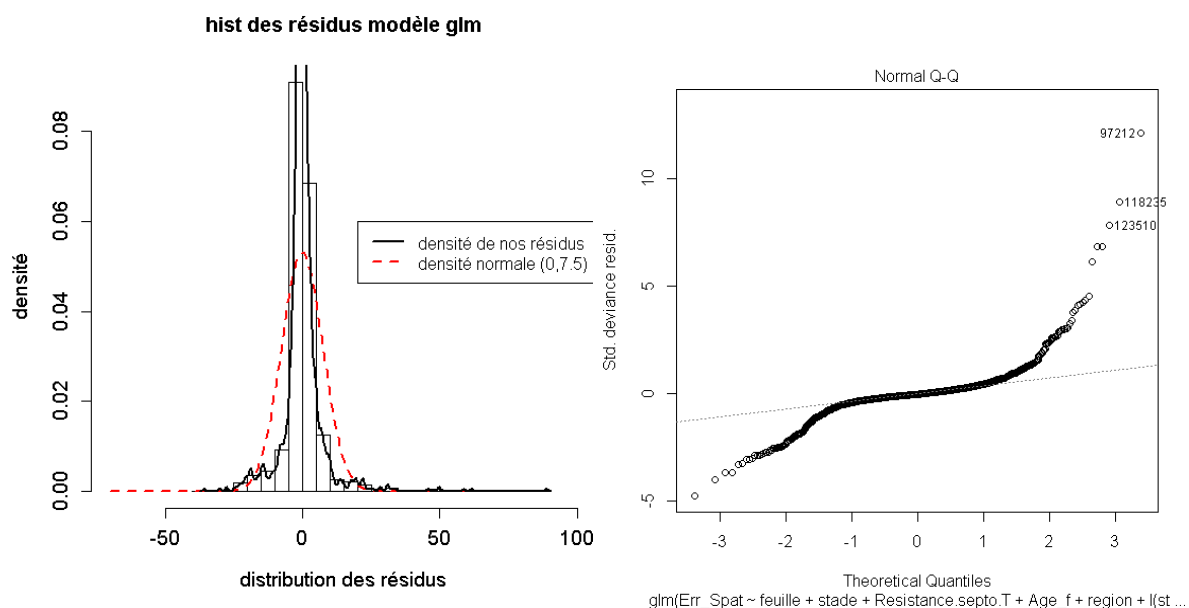 hist des résidus modèle glm
densité
0.08
0.06
0.04
0.02
0.00
densité de nos résidus
densité normale (0,7.5)
-50
0
50
100
distribution des résidus
Normal Q-Q
Std. deviance resid.
10
5
0
-5
97212
118235
123510
-3
-2
-1
0
1
2
3
Theoretical Quantiles
glm(Err_Spat ~ feuille + stade + Resistance.septo.T + Age_f + region + I(st ...